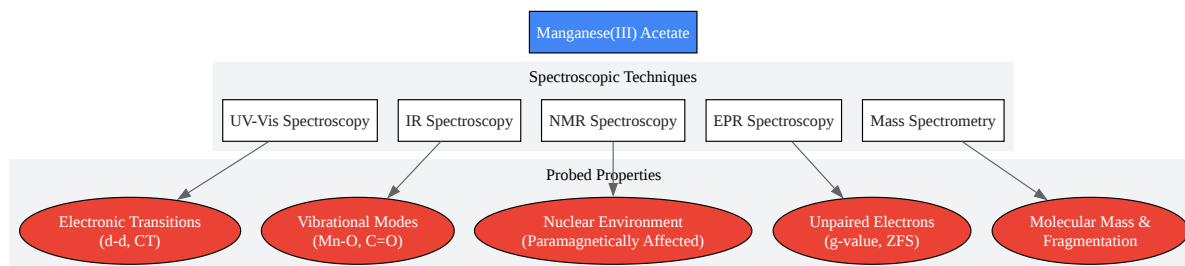 Manganese(III) Acetate
Spectroscopic Techniques
UV-Vis Spectroscopy
IR Spectroscopy
NMR Spectroscopy
EPR Spectroscopy
Mass Spectrometry
Probed Properties
Electronic Transitions
(d-d, CT)
Vibrational Modes
(Mn-O, C=O)
Nuclear Environment
(Paramagnetically Affected)
Unpaired Electrons
(g-value, ZFS)
Molecular Mass &
Fragmentation